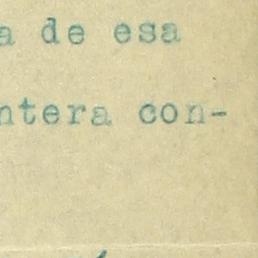 a de esa
ntera con-